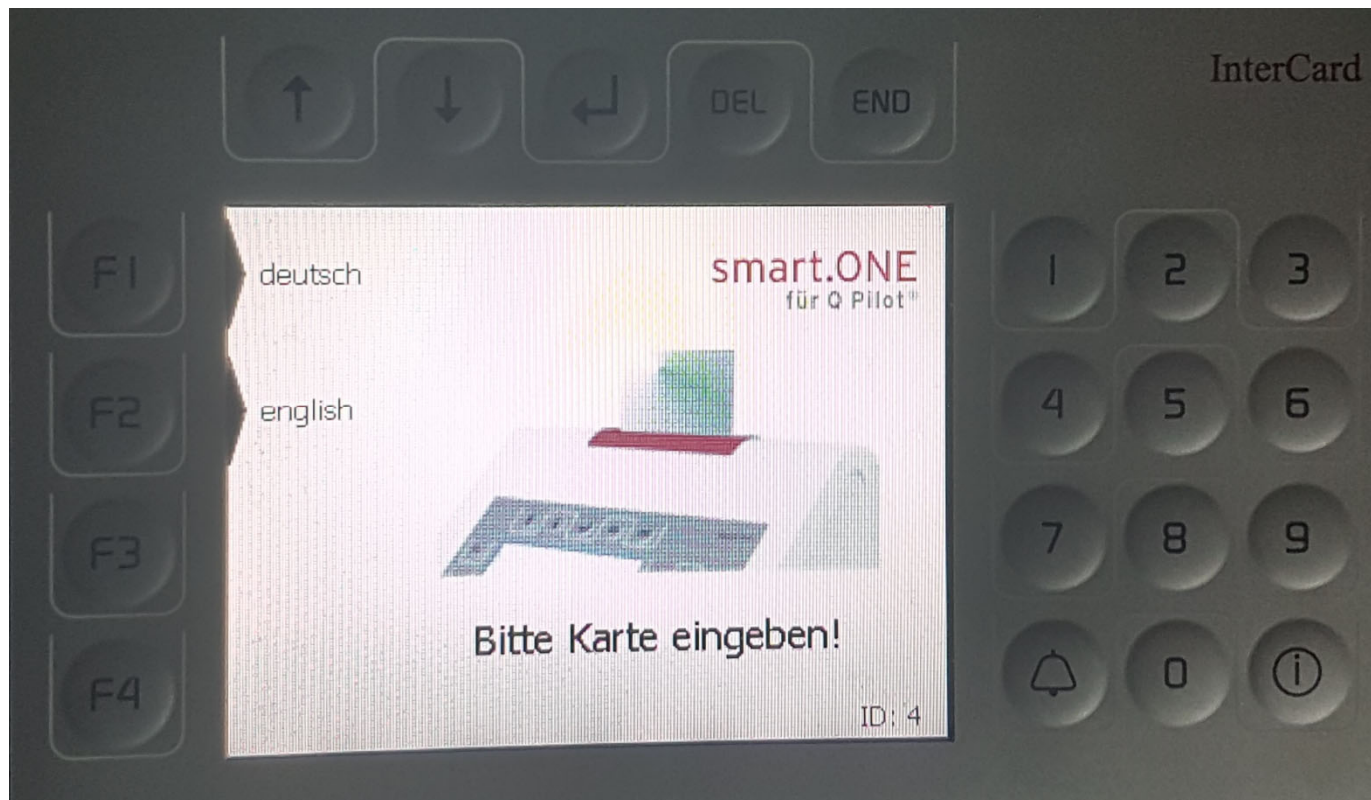 InterCard
↑ ↓ ↵ DEL END
F1
F2
F3
F4
deutsch
english
smart.ONE
für Q Pilot®
Bitte Karte eingeben!
ID: 4
1 2 3
4 5 6
7 8 9
0 i